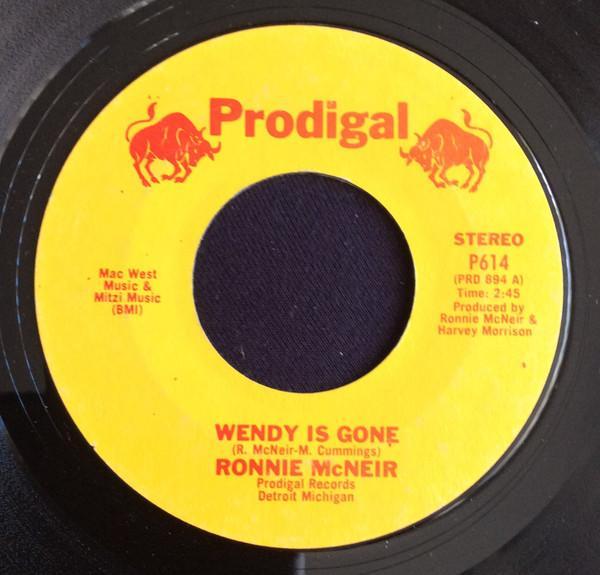 Prodigal
STEREO
P614
(PRD 894 A)
Time: 2:45
Produced by
Ronnie McNeir &
Harvey Morrison
Mac West
Music &
Mitzi Music
(BMI)
WENDY IS GONE
(R. McNeir-M. Cummings)
RONNIE McNEIR
Prodigal Records
Detroit Michigan